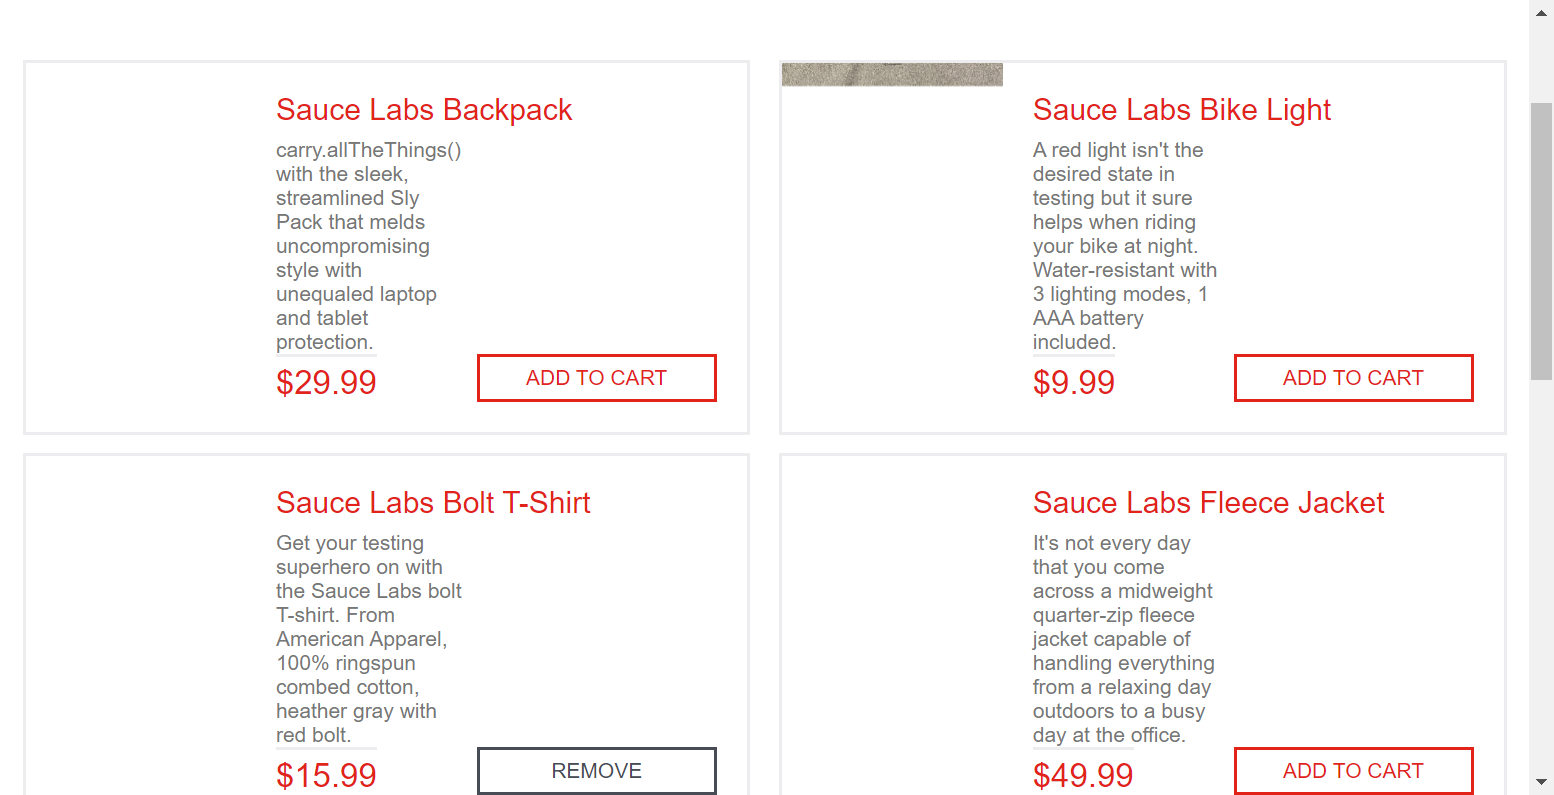 Sauce Labs Backpack
carry.allTheThings()
with the sleek,
streamlined Sly
Pack that melds
uncompromising
style with
unequaled laptop
and tablet
protection.
$29.99
ADD TO CART
Sauce Labs Bike Light
A red light isn't the
desired state in
testing but it sure
helps when riding
your bike at night.
Water-resistant with
3 lighting modes, 1
AAA battery
included.
$9.99
ADD TO CART
Sauce Labs Bolt T-Shirt
Get your testing
superhero on with
the Sauce Labs bolt
T-shirt. From
American Apparel,
100% ringspun
combed cotton,
heather gray with
red bolt.
$15.99
REMOVE
Sauce Labs Fleece Jacket
It's not every day
that you come
across a midweight
quarter-zip fleece
jacket capable of
handling everything
from a relaxing day
outdoors to a busy
day at the office.
$49.99
ADD TO CART